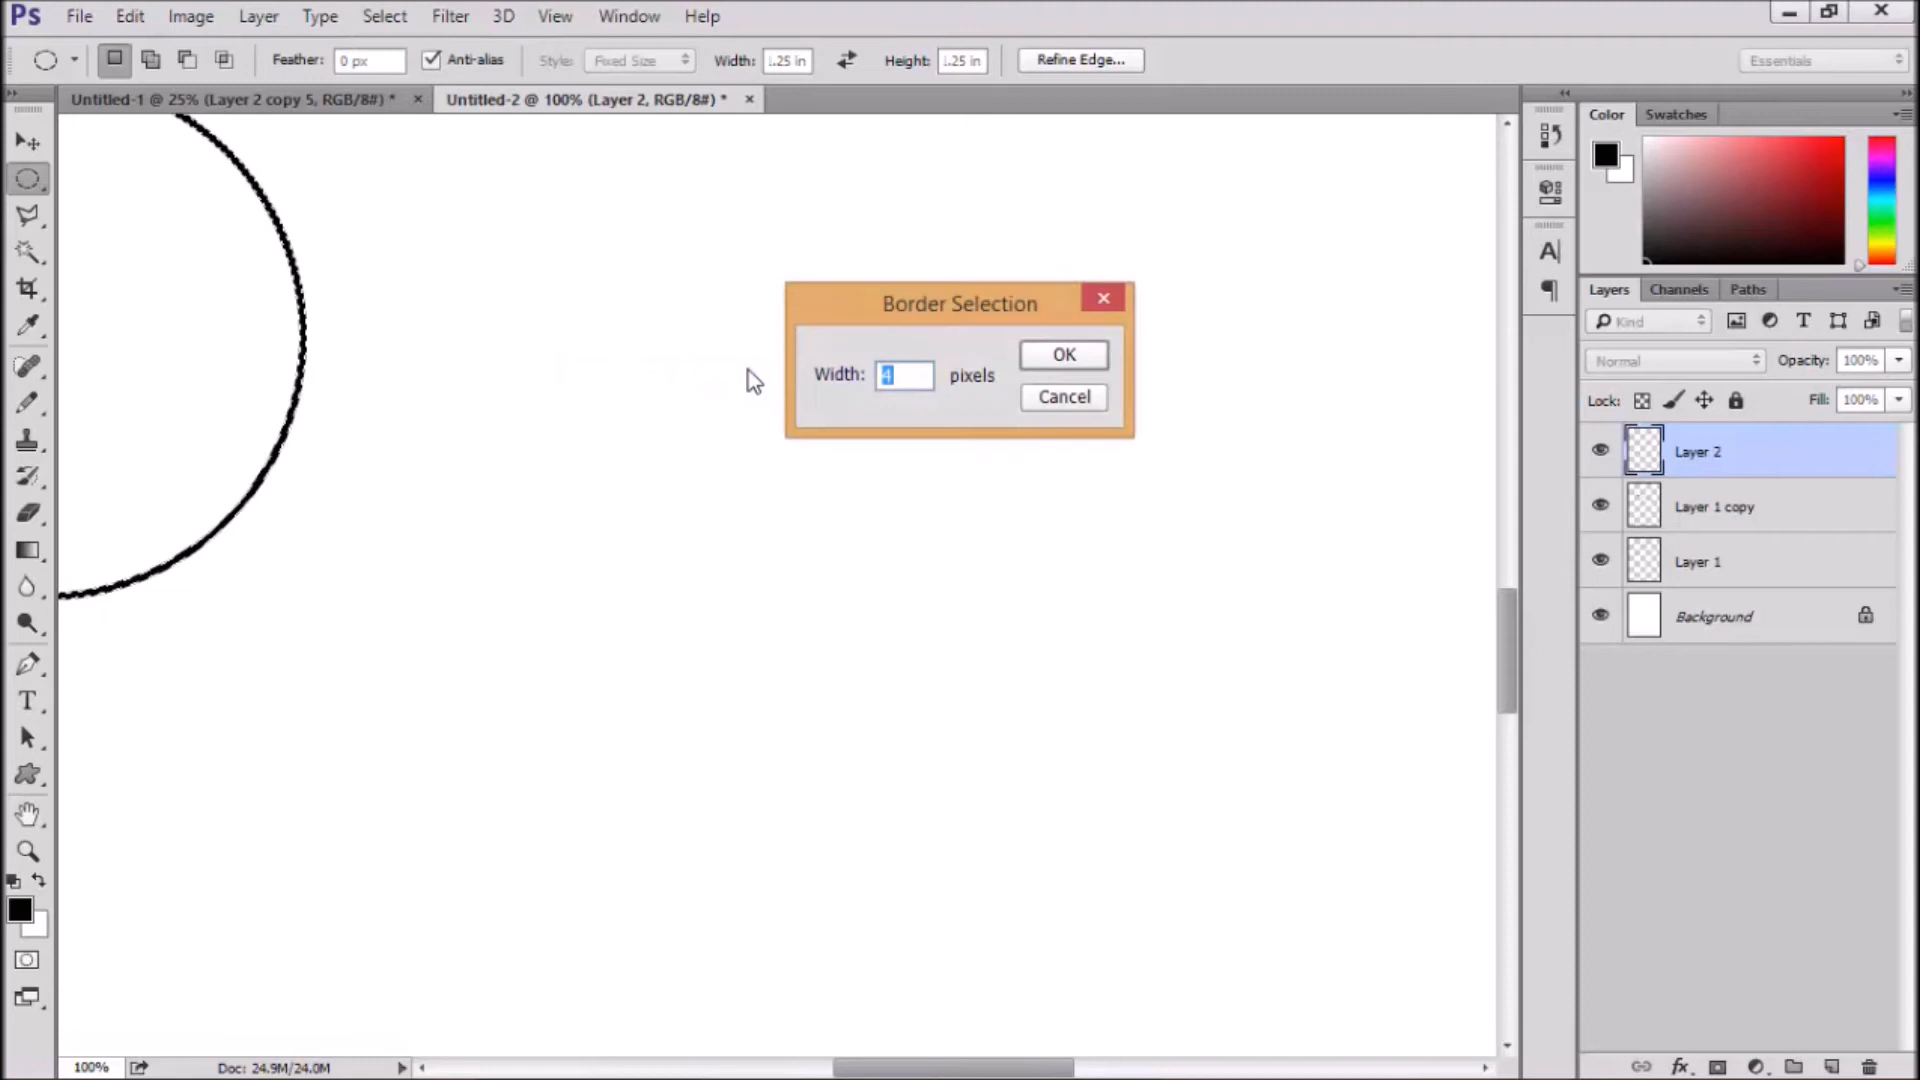 Ps File Edit Image Layer Type Select Filter 3D View Window Help
Feather: 0 px Anti-alias Style: Fixed Size Width: .25 in Height: .25 in Refine Edge... Essentials
Untitled-1 @ 25% (Layer 2 copy 5, RGB/8#) * × Untitled-2 @ 100% (Layer 2, RGB/8#) * ×
Color Swatches
Border Selection
Width: 4 pixels
OK
Cancel
Layers Channels Paths
Kind
Normal Opacity: 100%
Lock: Fill: 100%
Layer 2
Layer 1 copy
Layer 1
Background
100% Doc: 24.9M/24.0M